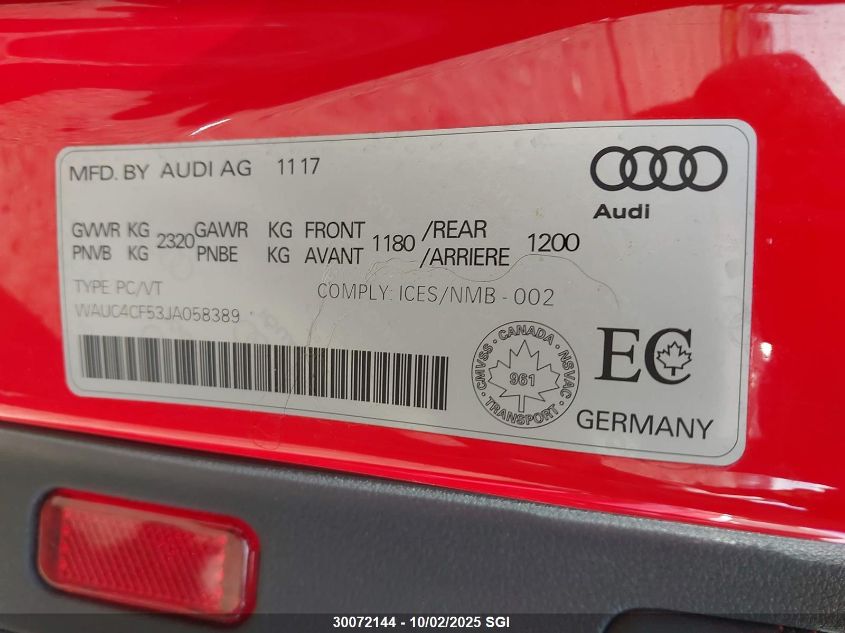 MFD. BY AUDI AG 11 17
Audi
GVWR KG 2320 GAWR KG FRONT 1180 /REAR 1200
PNVB KG PNBE KG AVANT /ARRIERE
TYPE PC/VT
COMPLY: ICES/NMB - 002
WAUC4CF53JA058389
CANADA
CMVSS · NSVAC
961
TRANSPORT
EC
GERMANY
30072144 - 10/02/2025 SGI